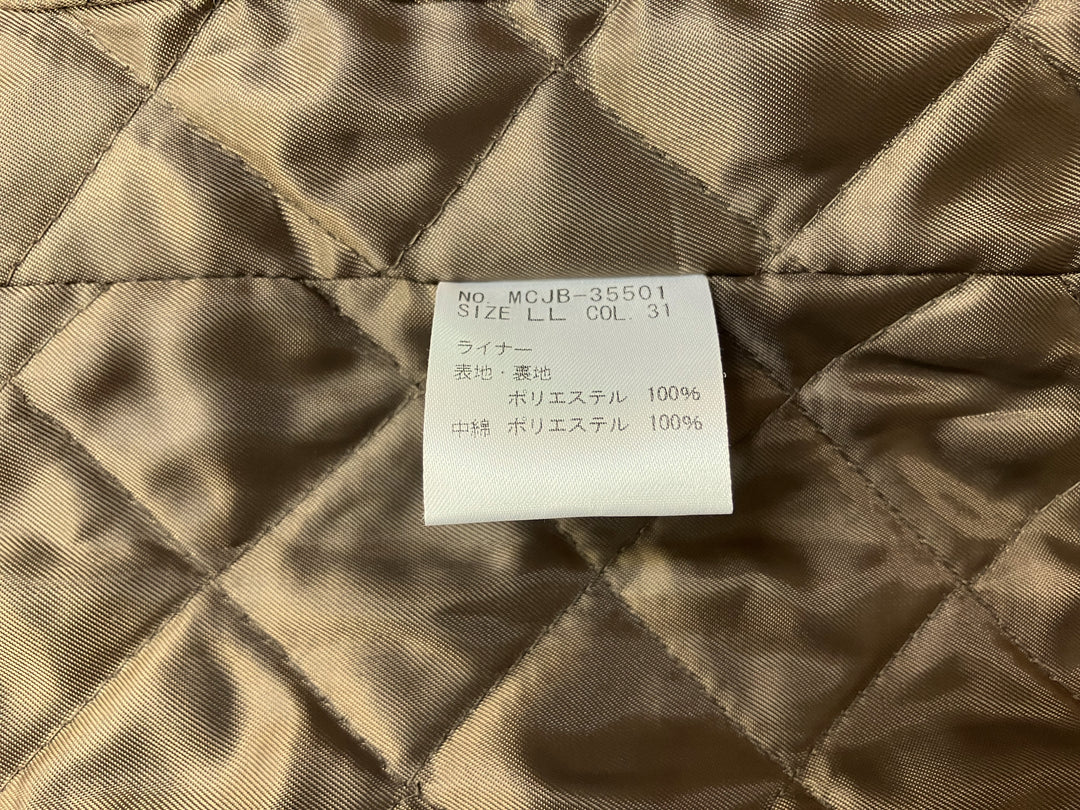 No. MCJB-35501
SIZE LL COL. 31
ライナー
表地・裏地
ポリエステル 100%
中綿 ポリエステル 100%